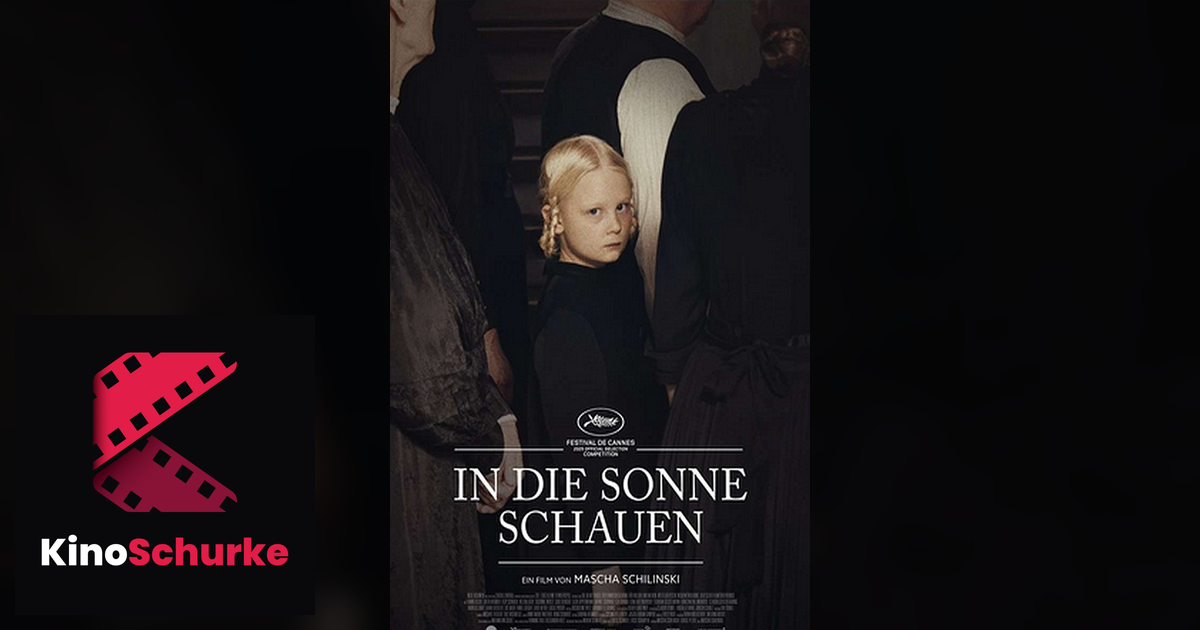 FESTIVAL DE CANNES
2025 OFFICIAL SELECTION
COMPETITION
IN DIE SONNE
SCHAUEN
EIN FILM VON MASCHA SCHILINSKI
KinoSchurke